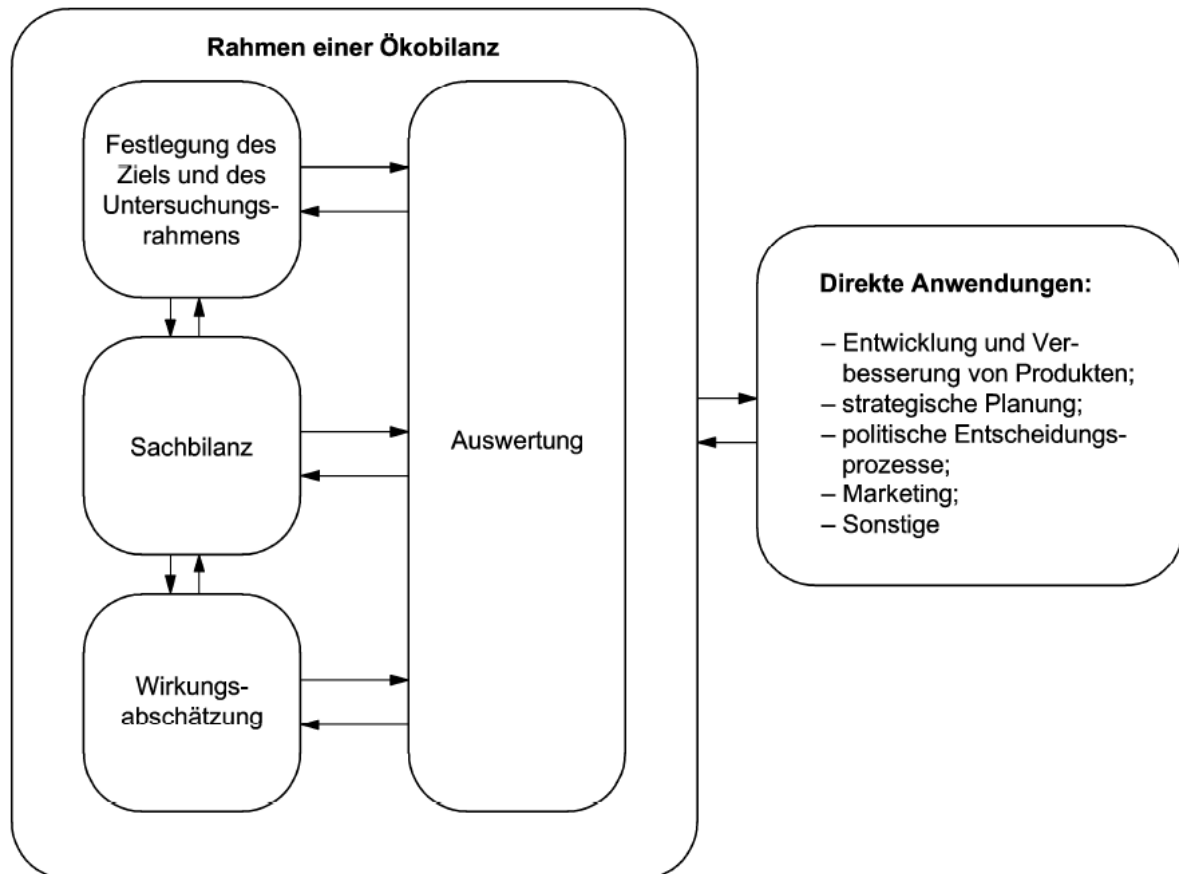 Rahmen einer Ökobilanz
Festlegung des
Ziels und des
Untersuchungs-
rahmens
Sachbilanz
Wirkungs-
abschätzung
Auswertung
Direkte Anwendungen:
– Entwicklung und Ver-
besserung von Produkten;
– strategische Planung;
– politische Entscheidungs-
prozesse;
– Marketing;
– Sonstige